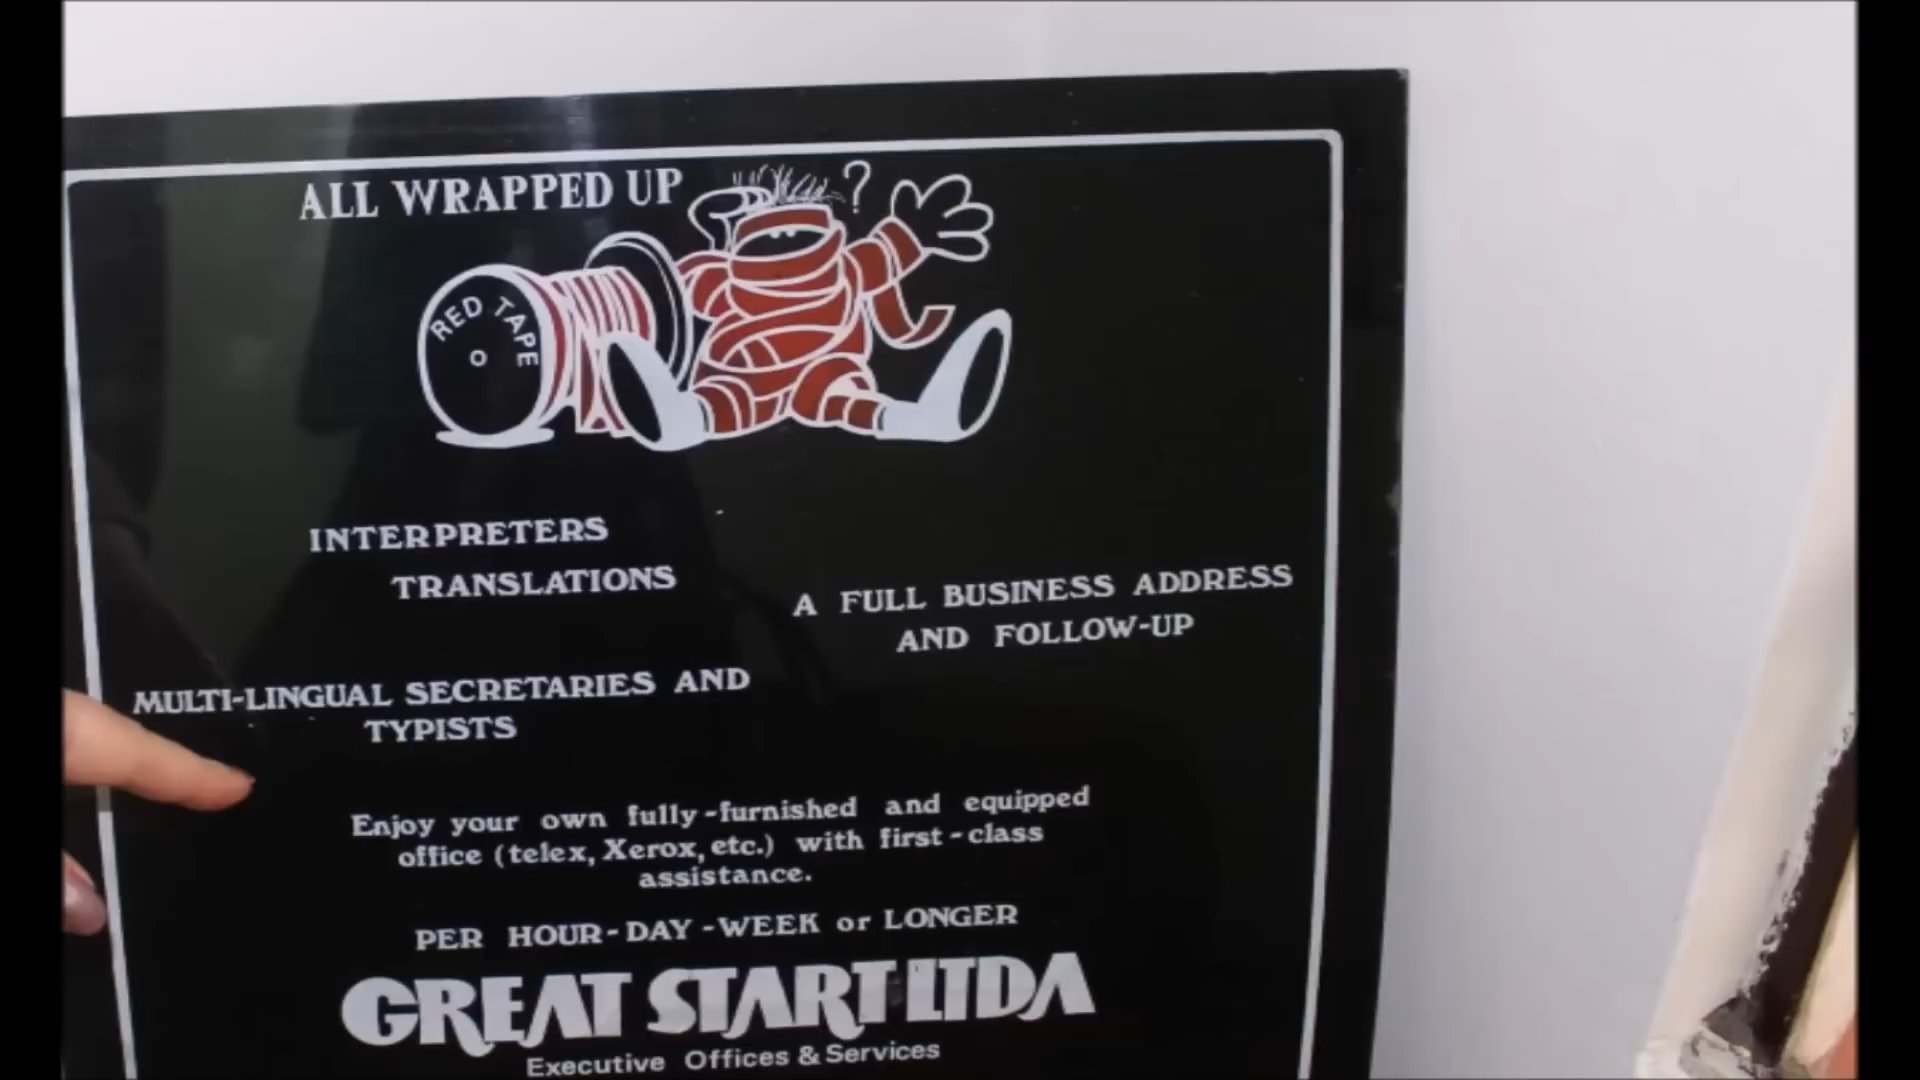 ALL WRAPPED UP
?
RED TAPE
INTERPRETERS
TRANSLATIONS
A FULL BUSINESS ADDRESS
AND FOLLOW-UP
MULTI-LINGUAL SECRETARIES AND
TYPISTS
Enjoy your own fully-furnished and equipped
office (telex, Xerox, etc.) with first-class
assistance.
PER HOUR-DAY-WEEK or LONGER
GREAT START LTDA
Executive Offices & Services